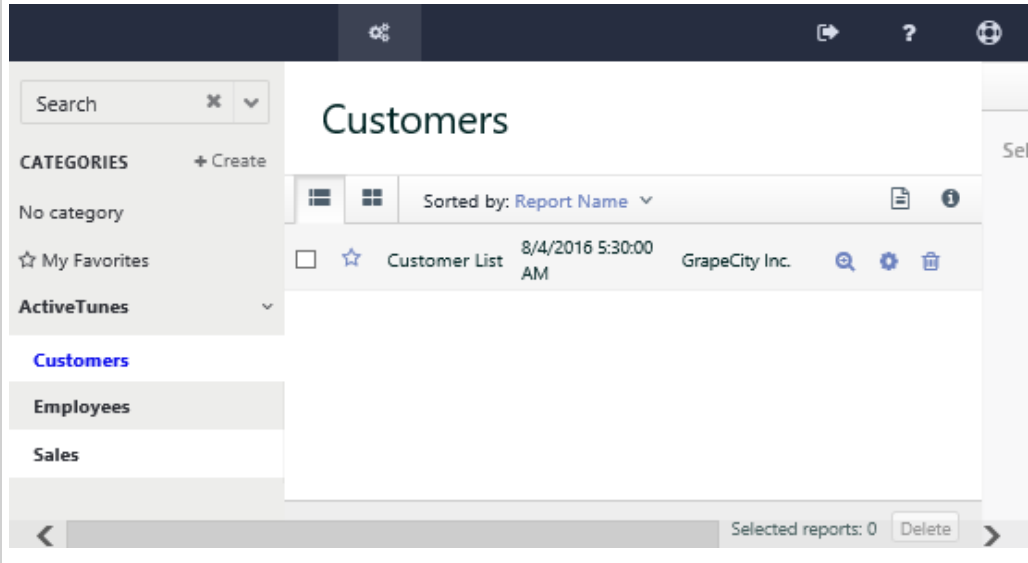 ?
Search
CATEGORIES + Create
No category
My Favorites
ActiveTunes
Customers
Employees
Sales
Customers
Sorted by: Report Name
Customer List 8/4/2016 5:30:00 AM GrapeCity Inc.
Selected reports: 0 Delete
Sel